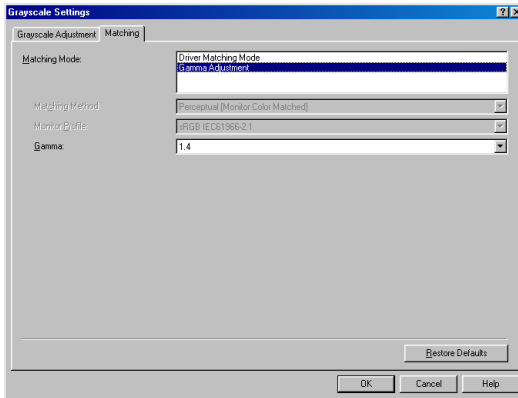 Grayscale Settings
Grayscale Adjustment Matching
Matching Mode:
Driver Matching Mode
Gamma Adjustment
Matching Method: Perceptual [Monitor Color Matched]
Monitor Profile: sRGB IEC61966-2.1
Gamma: 1.4
Restore Defaults
OK Cancel Help